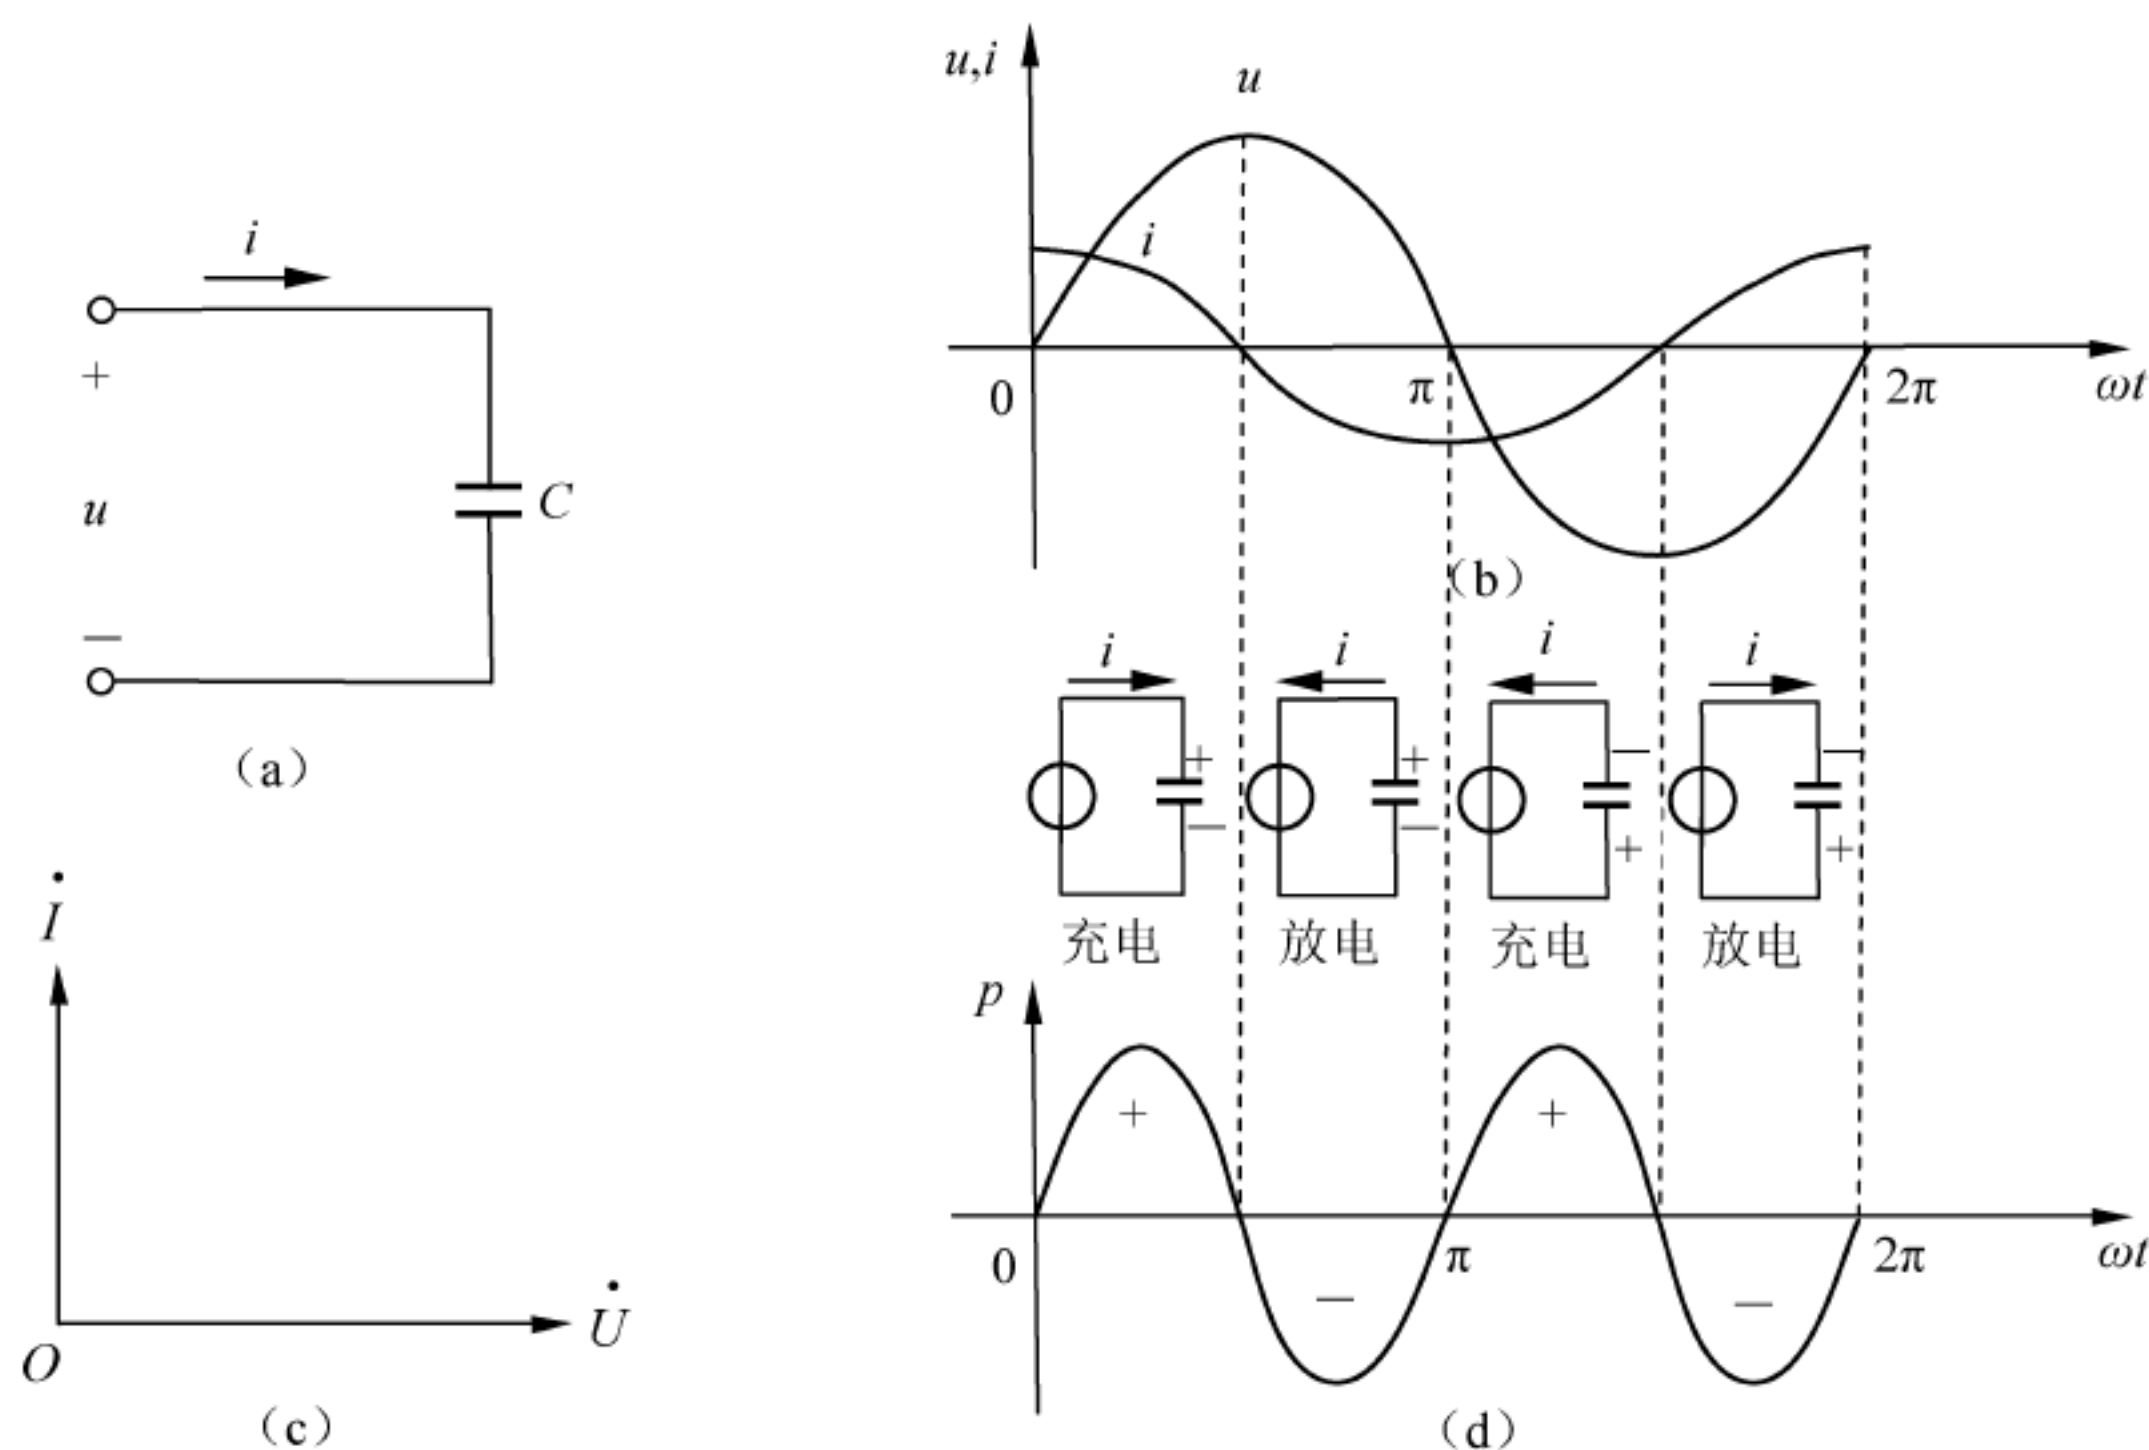 i
+
u
C
—
（a）
u,i
u
i
0
π
2π
ωt
（b）
i
i
i
i
+
+
—
—
—
—
+
+
充电
放电
充电
放电
İ
O
U̇
（c）
p
+
+
0
—
π
—
2π
ωt
（d）